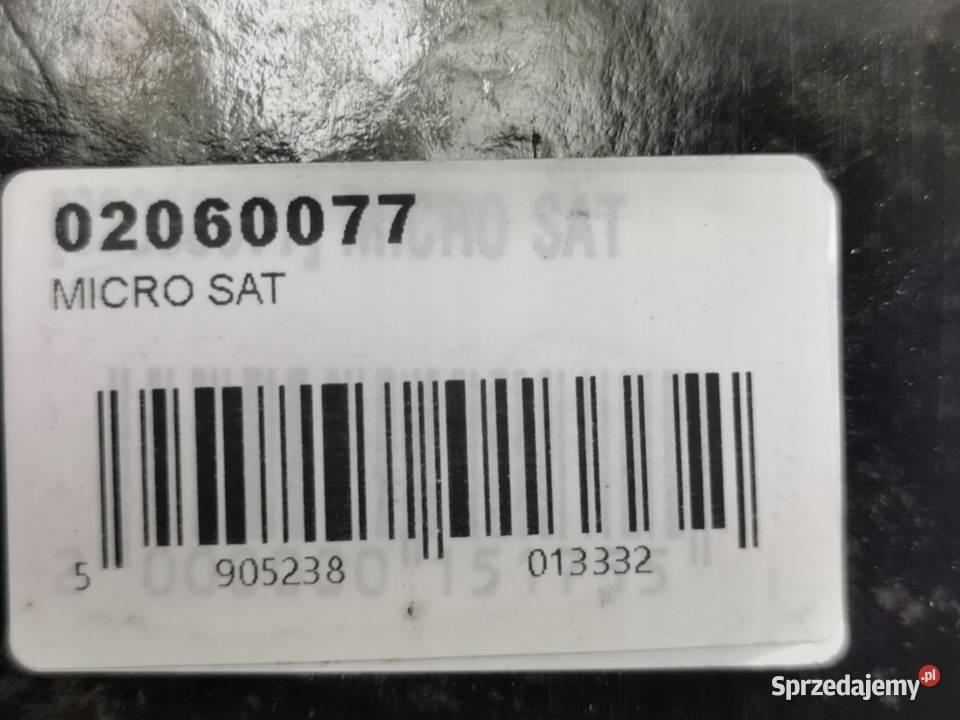 02060077
MICRO SAT
5 905238 013332
Sprzedajemy.pl